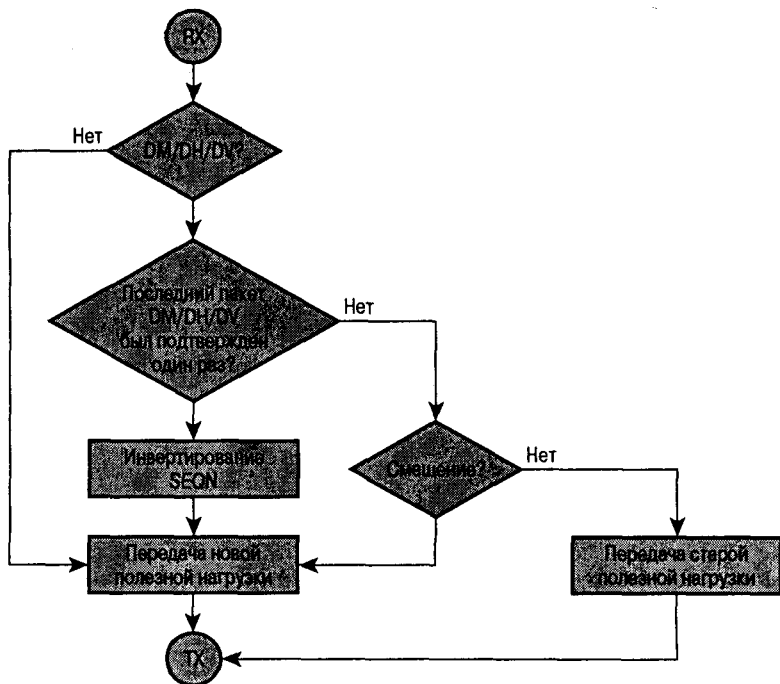 RX
Нет
DM/DH/DV?
Последний пакет
DM/DH/DV
был подтвержден
один раз?
Нет
Инвертирование
SEQN
Смещение?
Нет
Передача новой
полезной нагрузки
Передача старой
полезной нагрузки
TX